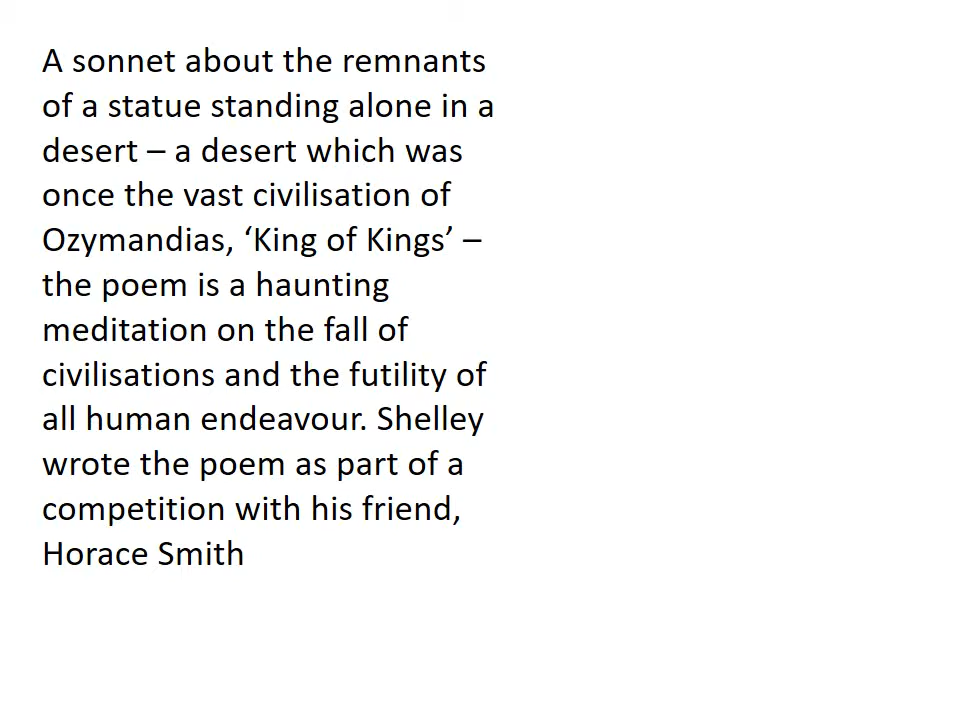 A sonnet about the remnants
of a statue standing alone in a
desert – a desert which was
once the vast civilisation of
Ozymandias, ‘King of Kings’ –
the poem is a haunting
meditation on the fall of
civilisations and the futility of
all human endeavour. Shelley
wrote the poem as part of a
competition with his friend,
Horace Smith